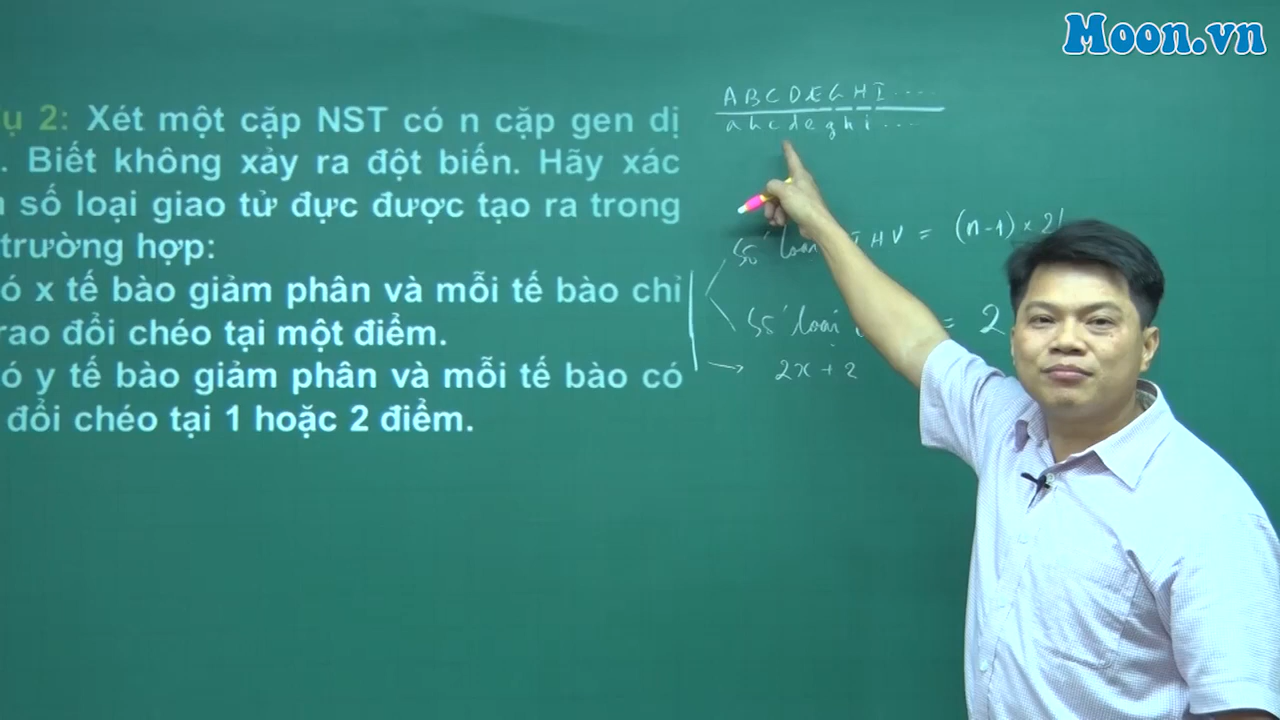 Moon.vn
ụ 2: Xét một cặp NST có n cặp gen dị
. Biết không xảy ra đột biến. Hãy xác
số loại giao tử đực được tạo ra trong
trường hợp:
ó x tế bào giảm phân và mỗi tế bào chỉ
rao đổi chéo tại một điểm.
ó y tế bào giảm phân và mỗi tế bào có
đổi chéo tại 1 hoặc 2 điểm.
A B C D E G H I ....
a b c d e g h i ...
Số loại HV = (n-1) × 2
Số loại = 2
→ 2x + 2